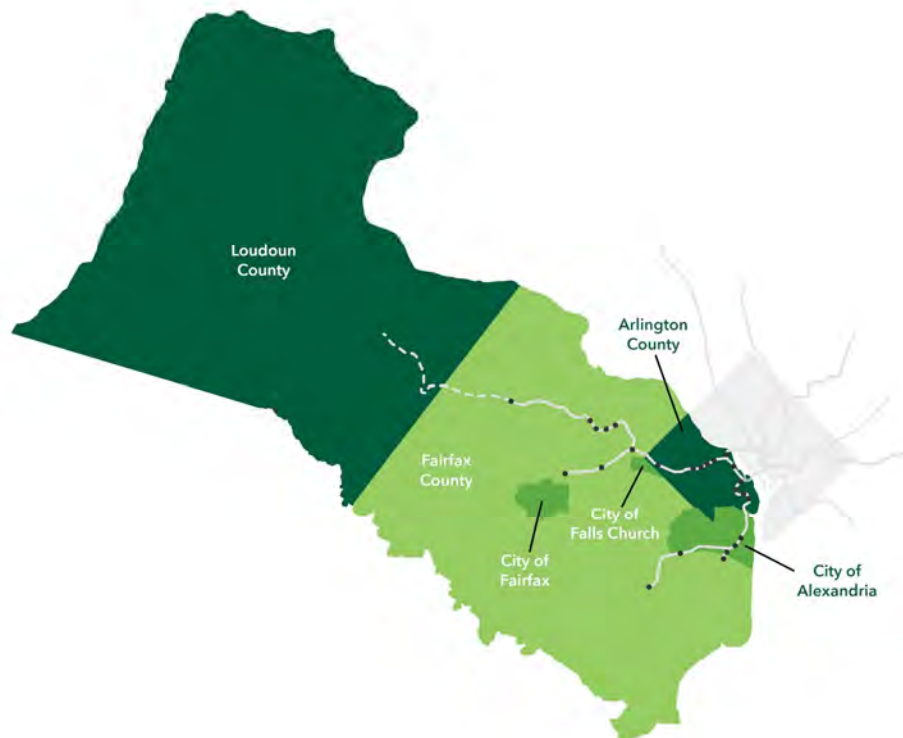 Loudoun
County
Arlington
County
Fairfax
County
City of
Falls Church
City of
Fairfax
City of
Alexandria